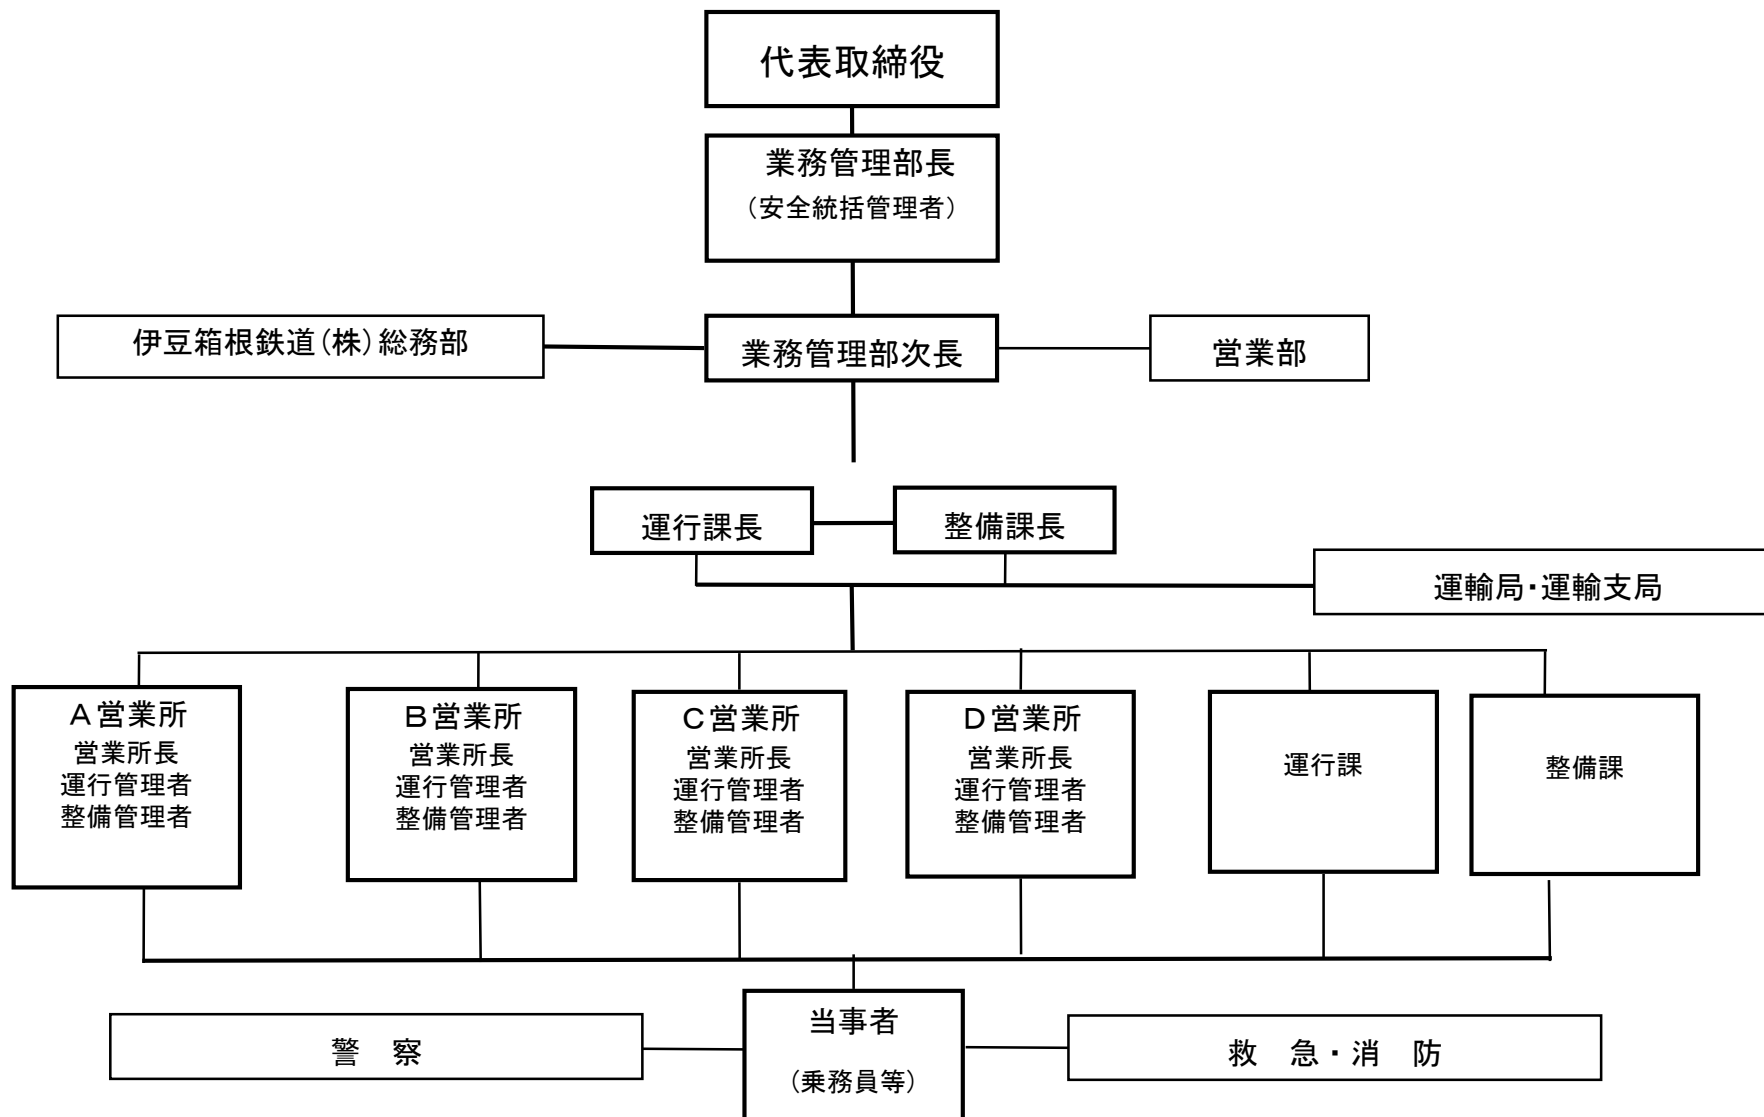 代表取締役
業務管理部長
（安全統括管理者）
伊豆箱根鉄道（株）総務部
業務管理部次長
営業部
運行課長
整備課長
運輸局・運輸支局
Ａ営業所
営業所長
運行管理者
整備管理者
Ｂ営業所
営業所長
運行管理者
整備管理者
Ｃ営業所
営業所長
運行管理者
整備管理者
Ｄ営業所
営業所長
運行管理者
整備管理者
運行課
整備課
警　察
当事者
（乗務員等）
救　急・消　防